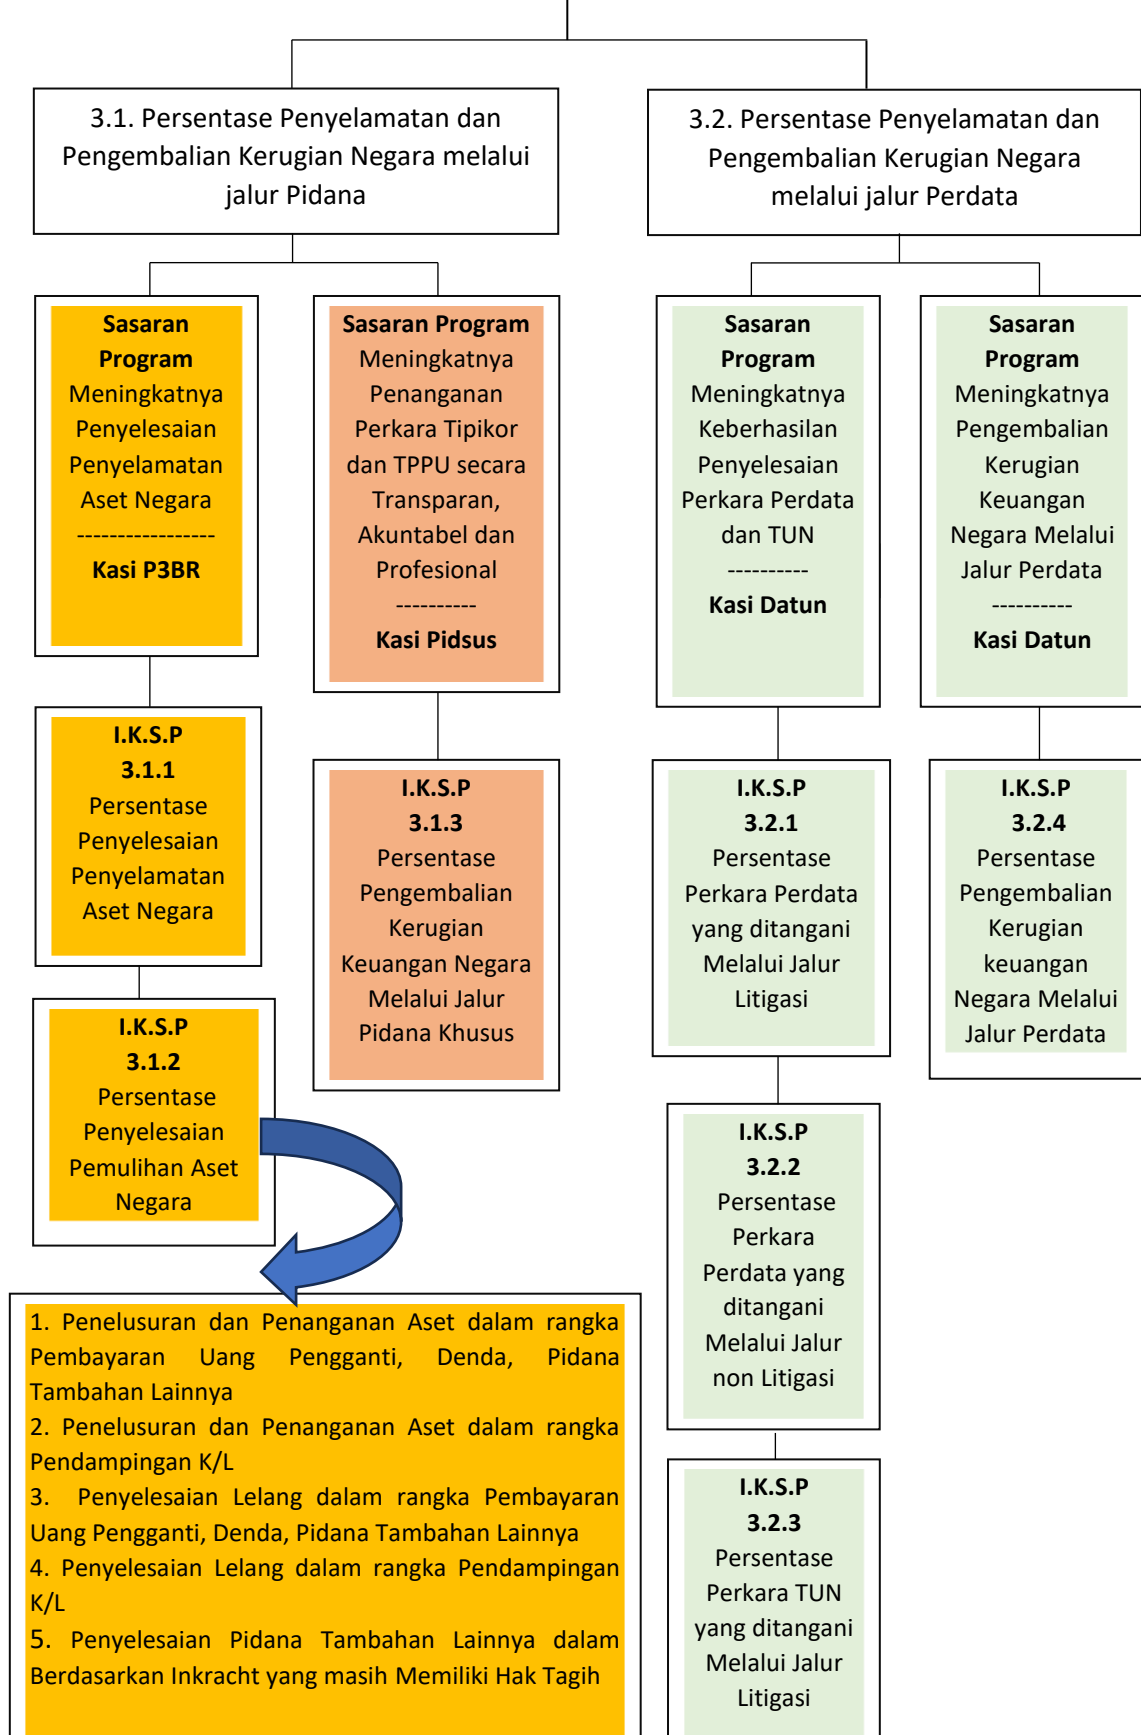 3.1. Persentase Penyelamatan dan
Pengembalian Kerugian Negara melalui
jalur Pidana
3.2. Persentase Penyelamatan dan
Pengembalian Kerugian Negara
melalui jalur Perdata
Sasaran
Program
Meningkatnya
Penyelesaian
Penyelamatan
Aset Negara
-----------------
Kasi P3BR
Sasaran Program
Meningkatnya
Penanganan
Perkara Tipikor
dan TPPU secara
Transparan,
Akuntabel dan
Profesional
----------
Kasi Pidsus
Sasaran
Program
Meningkatnya
Keberhasilan
Penyelesaian
Perkara Perdata
dan TUN
----------
Kasi Datun
Sasaran
Program
Meningkatnya
Pengembalian
Kerugian
Keuangan
Negara Melalui
Jalur Perdata
----------
Kasi Datun
I.K.S.P
3.1.1
Persentase
Penyelesaian
Penyelamatan
Aset Negara
I.K.S.P
3.1.3
Persentase
Pengembalian
Kerugian
Keuangan Negara
Melalui Jalur
Pidana Khusus
I.K.S.P
3.2.1
Persentase
Perkara Perdata
yang ditangani
Melalui Jalur
Litigasi
I.K.S.P
3.2.4
Persentase
Pengembalian
Kerugian
keuangan
Negara Melalui
Jalur Perdata
I.K.S.P
3.1.2
Persentase
Penyelesaian
Pemulihan Aset
Negara
I.K.S.P
3.2.2
Persentase
Perkara
Perdata yang
ditangani
Melalui Jalur
non Litigasi
1. Penelusuran dan Penanganan Aset dalam rangka
Pembayaran Uang Pengganti, Denda, Pidana
Tambahan Lainnya
2. Penelusuran dan Penanganan Aset dalam rangka
Pendampingan K/L
3. Penyelesaian Lelang dalam rangka Pembayaran
Uang Pengganti, Denda, Pidana Tambahan Lainnya
4. Penyelesaian Lelang dalam rangka Pendampingan
K/L
5. Penyelesaian Pidana Tambahan Lainnya dalam
Berdasarkan Inkracht yang masih Memiliki Hak Tagih
I.K.S.P
3.2.3
Persentase
Perkara TUN
yang ditangani
Melalui Jalur
Litigasi